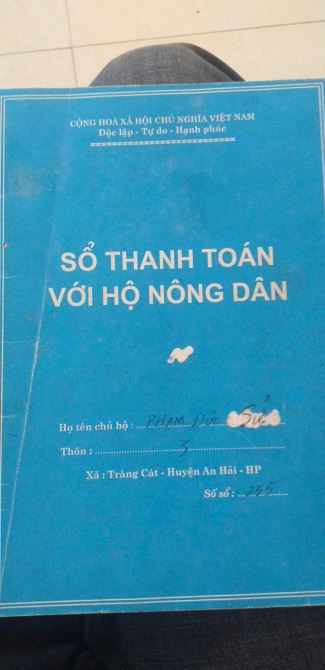 CỘNG HOÀ XÃ HỘI CHỦ NGHĨA VIỆT NAM
Độc lập - Tự do - Hạnh phúc
SỔ THANH TOÁN
VỚI HỘ NÔNG DÂN
Họ tên chủ hộ : PHẠM ĐỨC SỬ
Thôn : 3
Xã : Tràng Cát - Huyện An Hải - HP
Số sổ : 255